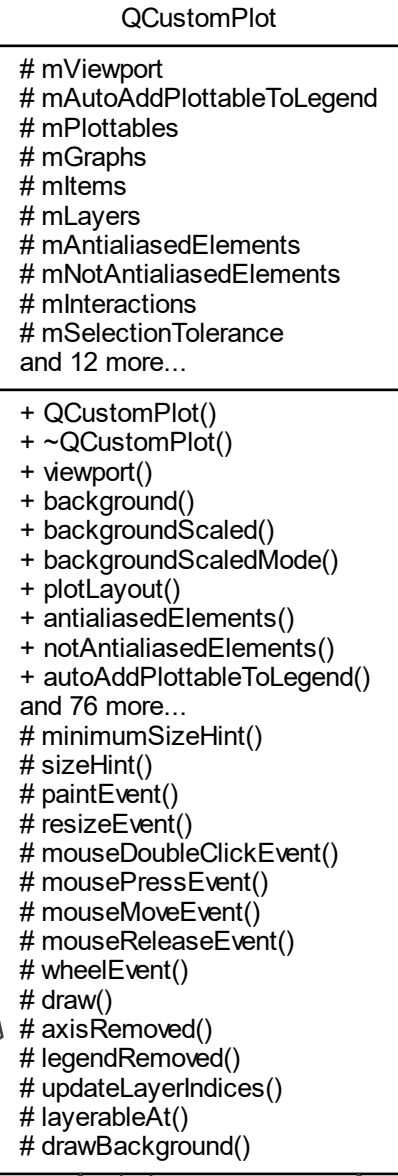 QCustomPlot
# mViewport
# mAutoAddPlottableToLegend
# mPlottables
# mGraphs
# mItems
# mLayers
# mAntialiasedElements
# mNotAntialiasedElements
# mInteractions
# mSelectionTolerance
and 12 more...
+ QCustomPlot()
+ ~QCustomPlot()
+ viewport()
+ background()
+ backgroundScaled()
+ backgroundScaledMode()
+ plotLayout()
+ antialiasedElements()
+ notAntialiasedElements()
+ autoAddPlottableToLegend()
and 76 more...
# minimumSizeHint()
# sizeHint()
# paintEvent()
# resizeEvent()
# mouseDoubleClickEvent()
# mousePressEvent()
# mouseMoveEvent()
# mouseReleaseEvent()
# wheelEvent()
# draw()
# axisRemoved()
# legendRemoved()
# updateLayerIndices()
# layerableAt()
# drawBackground()